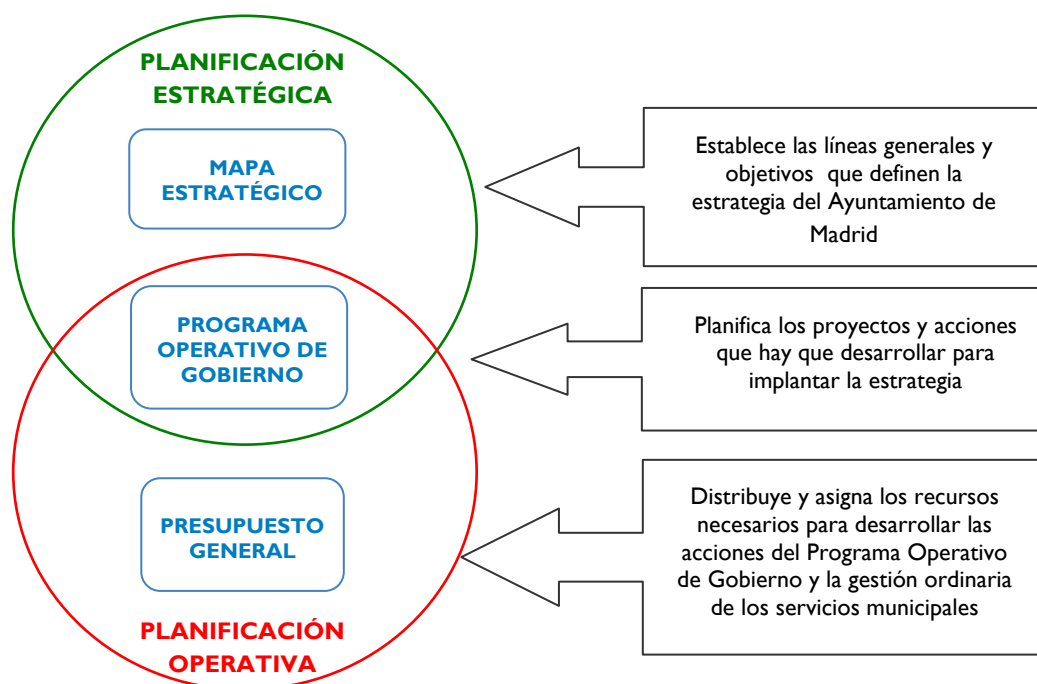 PLANIFICACIÓN
ESTRATÉGICA
MAPA
ESTRATÉGICO
Establece las líneas generales y
objetivos que definen la
estrategia del Ayuntamiento de
Madrid
PROGRAMA
OPERATIVO DE
GOBIERNO
Planifica los proyectos y acciones
que hay que desarrollar para
implantar la estrategia
PRESUPUESTO
GENERAL
Distribuye y asigna los recursos
necesarios para desarrollar las
acciones del Programa Operativo
de Gobierno y la gestión ordinaria
de los servicios municipales
PLANIFICACIÓN
OPERATIVA